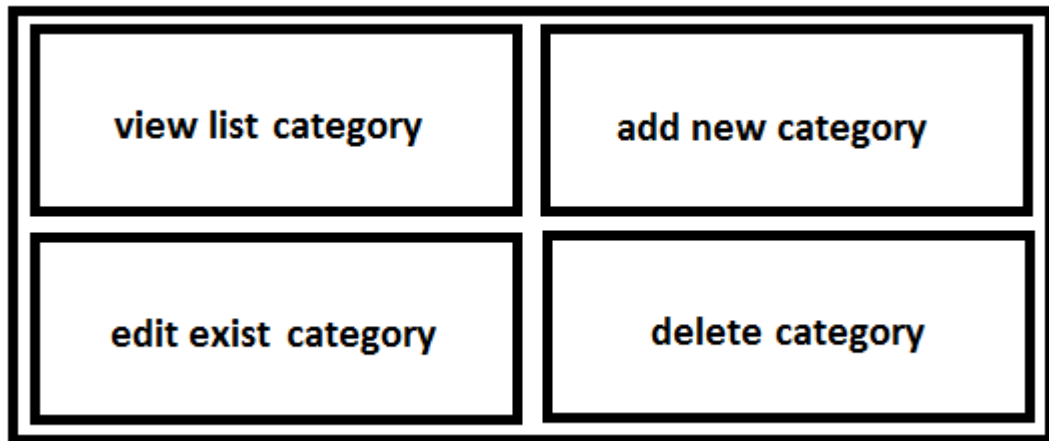 view list category
add new category
edit exist category
delete category